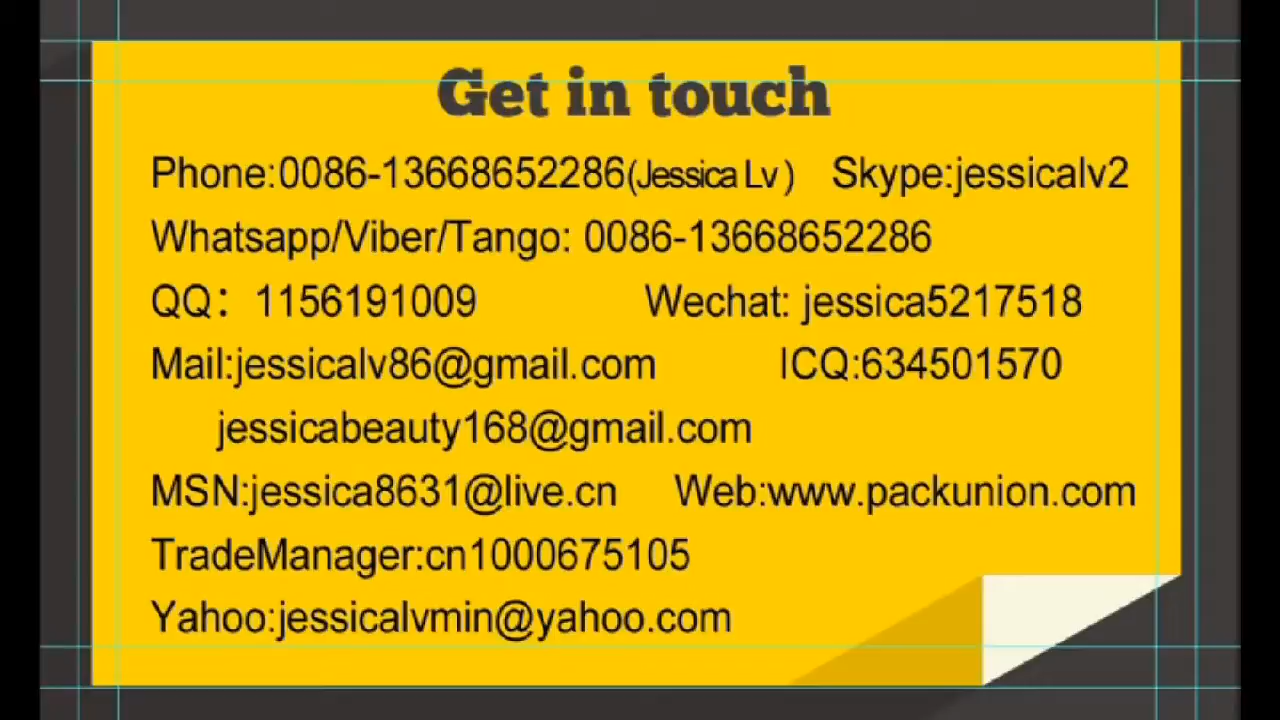 Get in touch
Phone:0086-13668652286(Jessica Lv ) Skype:jessicalv2
Whatsapp/Viber/Tango: 0086-13668652286
QQ：1156191009 Wechat: jessica5217518
Mail:jessicalv86@gmail.com ICQ:634501570
jessicabeauty168@gmail.com
MSN:jessica8631@live.cn Web:www.packunion.com
TradeManager:cn1000675105
Yahoo:jessicalvmin@yahoo.com